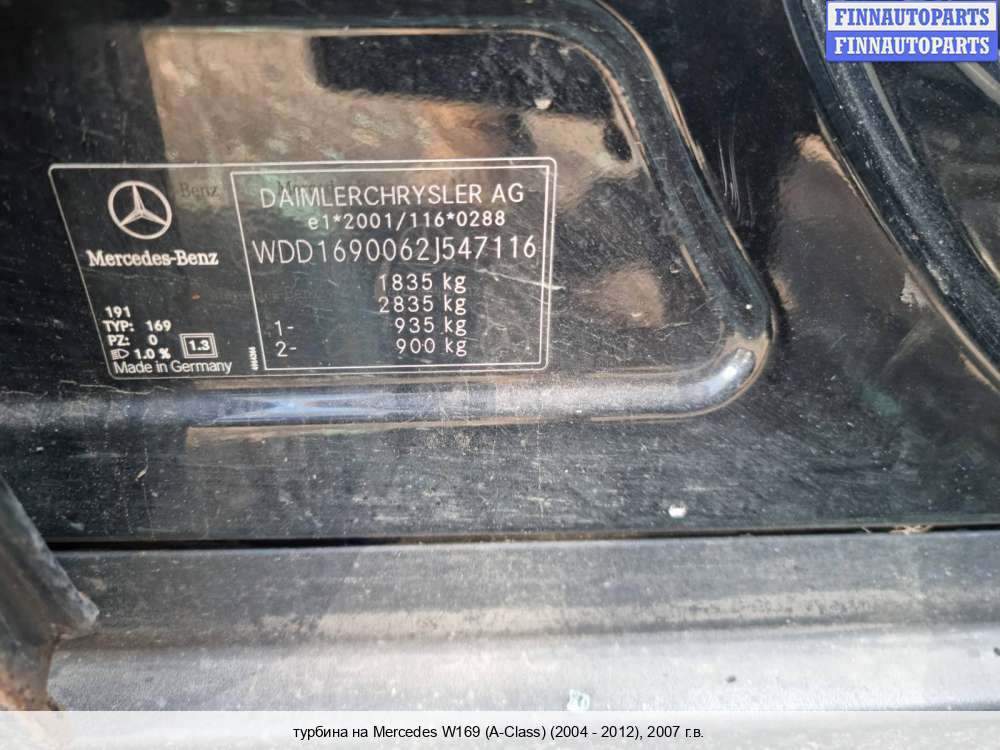 FINNAUTOPARTS
FINNAUTOPARTS
Mercedes-Benz
DAIMLERCHRYSLER AG
e1*2001/116*0288
WDD1690062J547116
1835 kg
2835 kg
1- 935 kg
2- 900 kg
191
TYP: 169
PZ: 0
1.0 % 1.3
Made in Germany
турбина на Mercedes W169 (A-Class) (2004 - 2012), 2007 г.в.